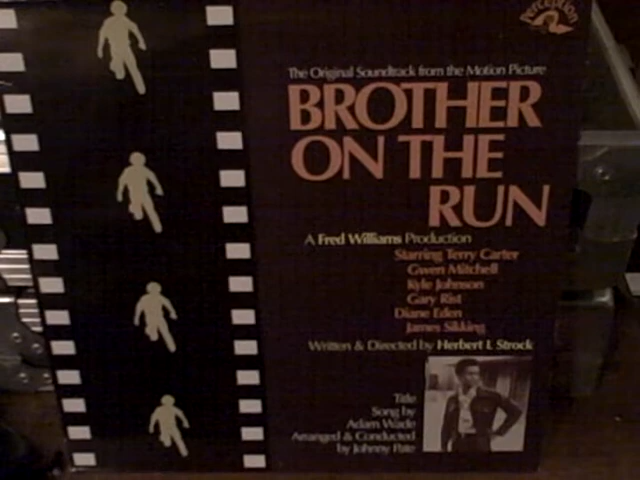 Perception
The Original Soundtrack from the Motion Picture
BROTHER
ON THE
RUN
A Fred Williams Production
Starring Terry Carter
Gwen Mitchell
Kyle Johnson
Gary Rist
Diane Eden
James Sikking
Written & Directed by Herbert L Strock
Title
Song by
Adam Wade
Arranged & Conducted
by Johnny Pate